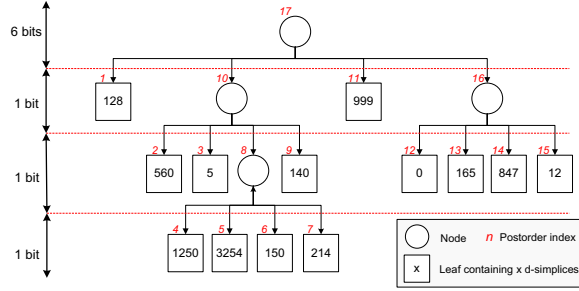 17
6 bits
1 10 11 16
128 999
1 bit
2 3 8 9 12 13 14 15
560 5 140 0 165 847 12
1 bit
4 5 6 7
1250 3254 150 214
1 bit
Node n Postorder index
x Leaf containing x d-simplices